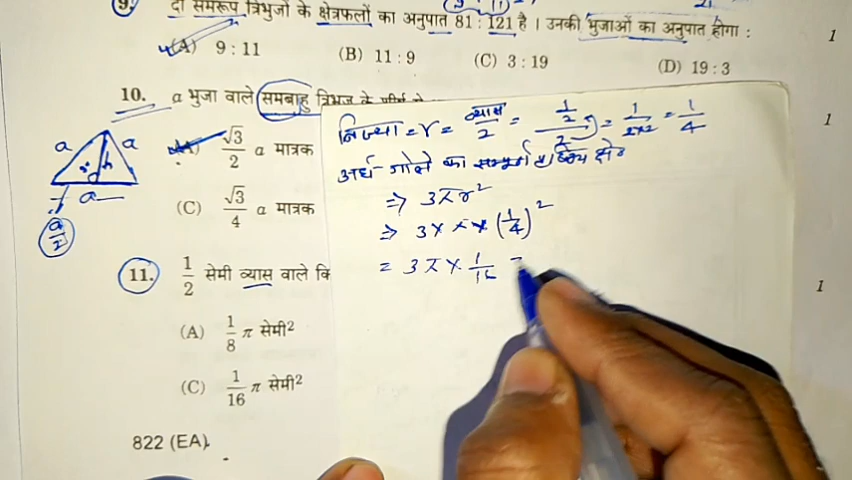 9. दो समरूप त्रिभुजों के क्षेत्रफलों का अनुपात 81 : 121 है । उनकी भुजाओं का अनुपात होगा : 1
(A) 9 : 11 (B) 11 : 9 (C) 3 : 19 (D) 19 : 3
10. a भुजा वाले समबाहु त्रिभुज के 1
a a h a a/2
(A) √3/2 a मात्रक
(C) √3/4 a मात्रक
11. 1/2 सेमी व्यास वाले कि 1
(A) 1/8 π सेमी²
(C) 1/16 π सेमी²
822 (EA)
त्रिज्या = r = व्यास/2 = (1/2)/2 = 1/(2×2) = 1/4
अर्ध-गोले का सम्पूर्ण
⇒ 3πr²
⇒ 3 × π × (1/4)²
= 3π × 1/16 =